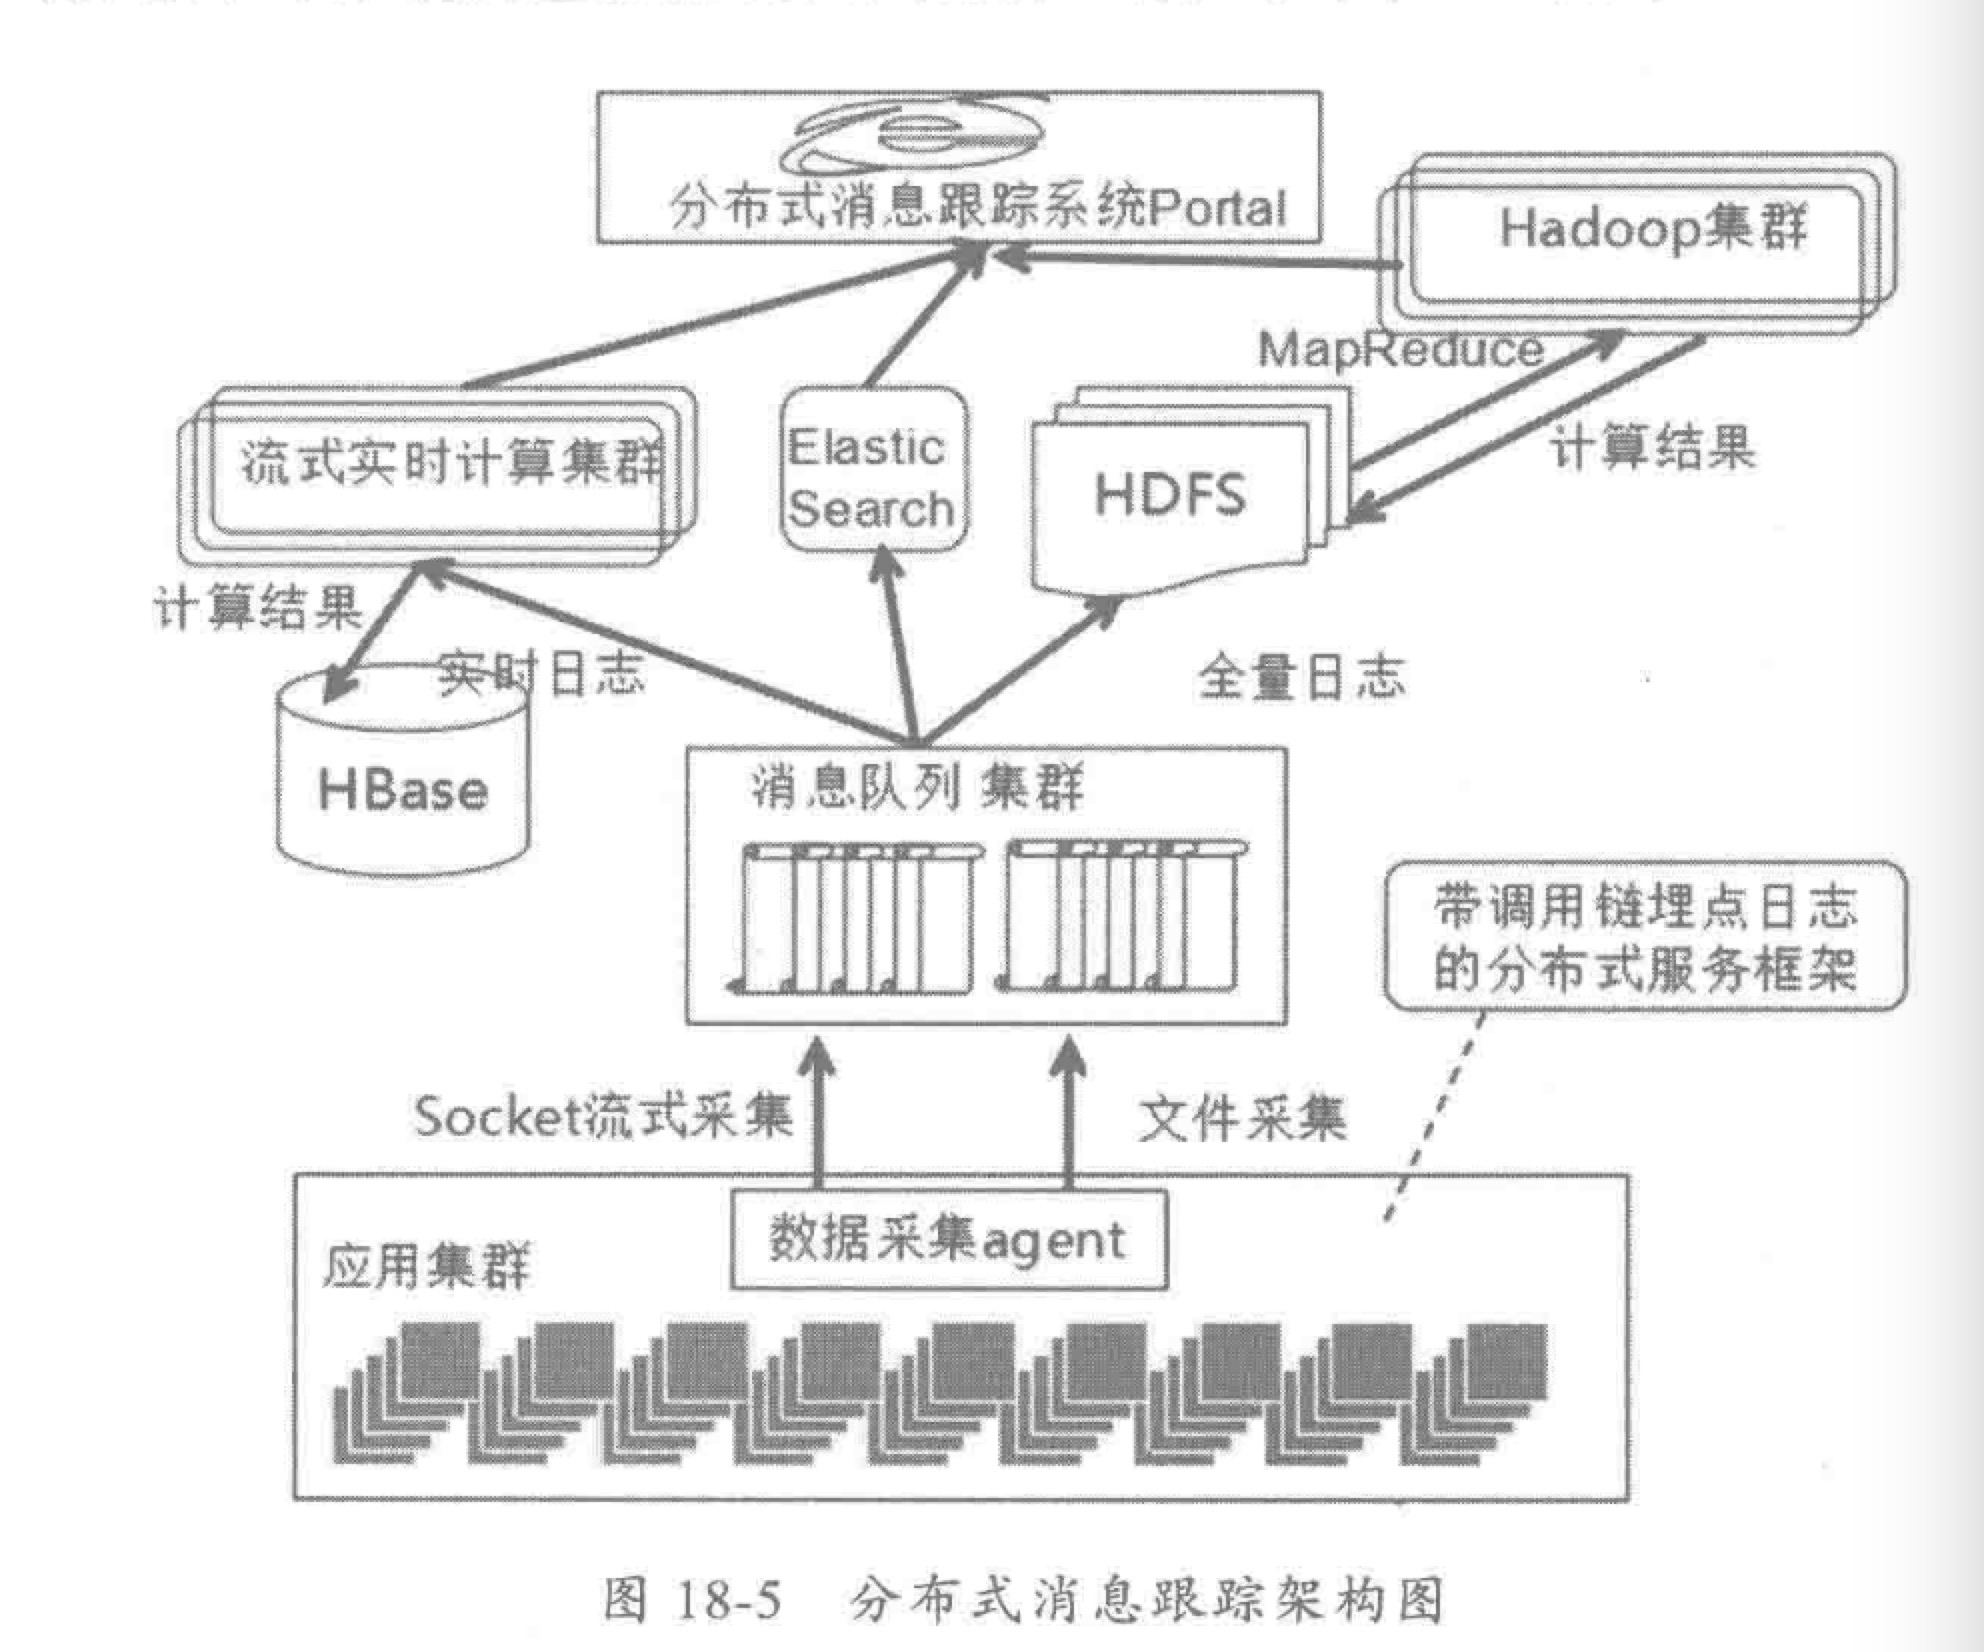 分布式消息跟踪系统Portal
Hadoop集群
MapReduce
计算结果
流式实时计算集群
Elastic
Search
HDFS
计算结果
实时日志
全量日志
HBase
消息队列 集群
带调用链埋点日志
的分布式服务框架
Socket流式采集
文件采集
数据采集agent
应用集群
图 18-5 分布式消息跟踪架构图